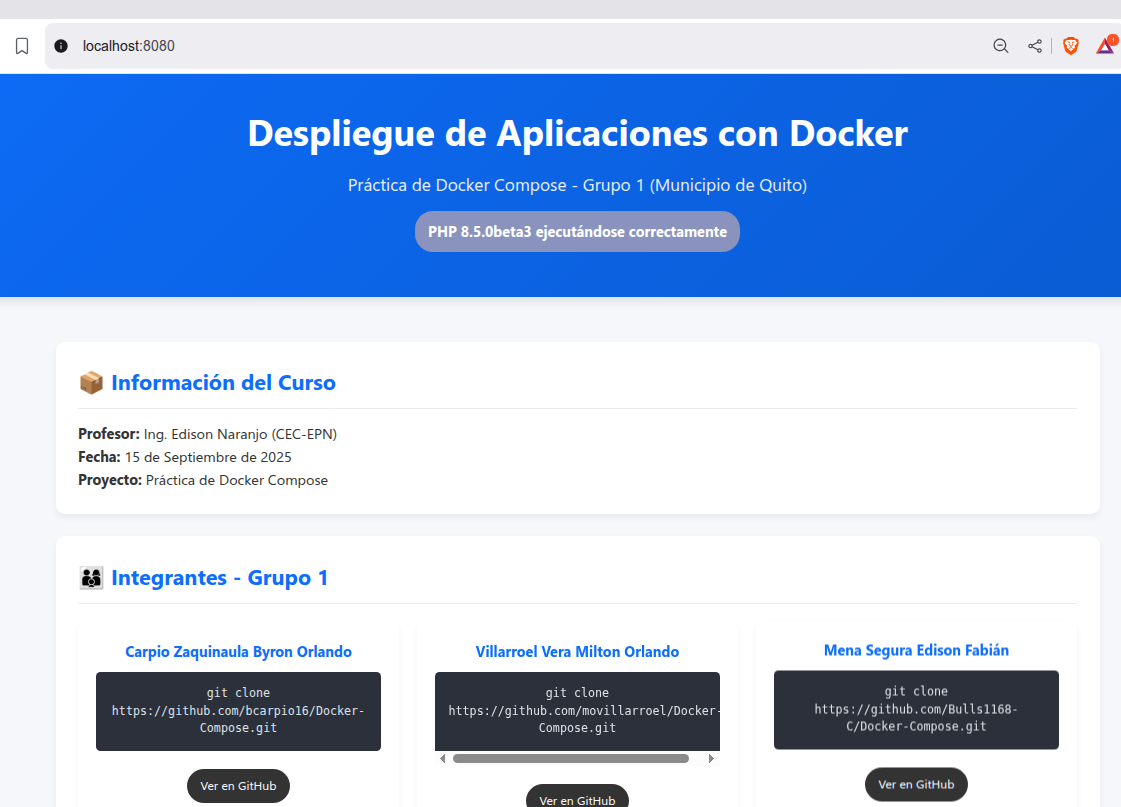 localhost:8080
Despliegue de Aplicaciones con Docker
Práctica de Docker Compose - Grupo 1 (Municipio de Quito)
PHP 8.5.0beta3 ejecutándose correctamente
📦 Información del Curso
Profesor: Ing. Edison Naranjo (CEC-EPN)
Fecha: 15 de Septiembre de 2025
Proyecto: Práctica de Docker Compose
Integrantes - Grupo 1
Carpio Zaquinaula Byron Orlando
git clone
https://github.com/bcarpio16/Docker-
Compose.git
Ver en GitHub
Villarroel Vera Milton Orlando
git clone
https://github.com/movillarroel/Docker-
Compose.git
Ver en GitHub
Mena Segura Edison Fabián
git clone
https://github.com/Bulls1168-
C/Docker-Compose.git
Ver en GitHub